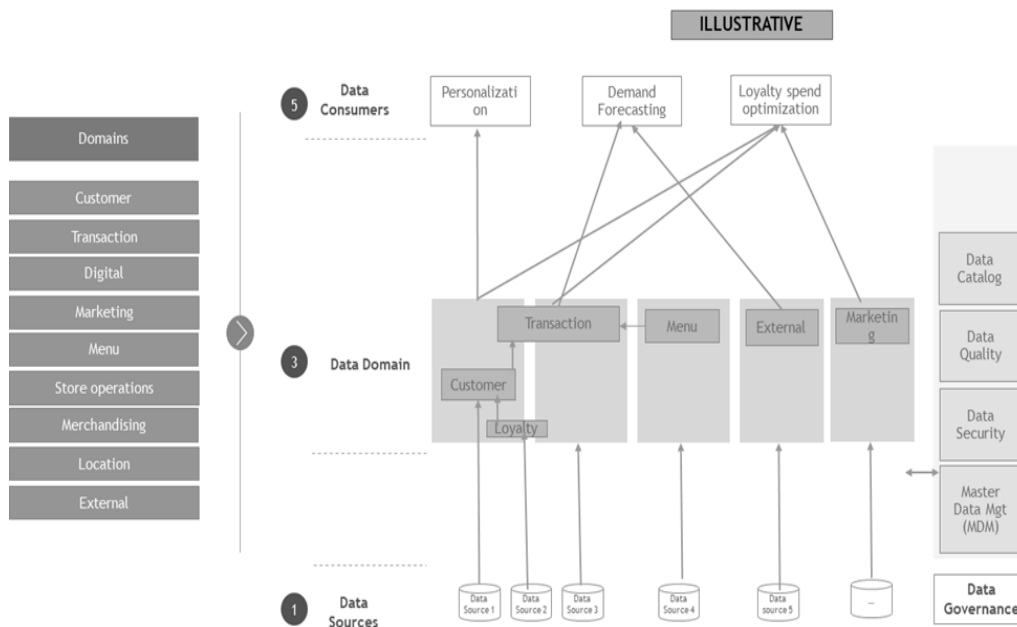 ILLUSTRATIVE
5
Data
Consumers
Personalizati
on
Demand
Forecasting
Loyalty spend
optimization
Domains
Customer
Transaction
Digital
Marketing
Menu
Store operations
Merchandising
Location
External
3
Data Domain
Transaction
Menu
External
Marketin
g
Customer
Loyalty
Data
Catalog
Data
Quality
Data
Security
Master
Data Mgt
(MDM)
Data
Governance
1
Data
Sources
Data
Source 1
Data
Source 2
Data
Source 3
Data
Source 4
Data
source 5
...